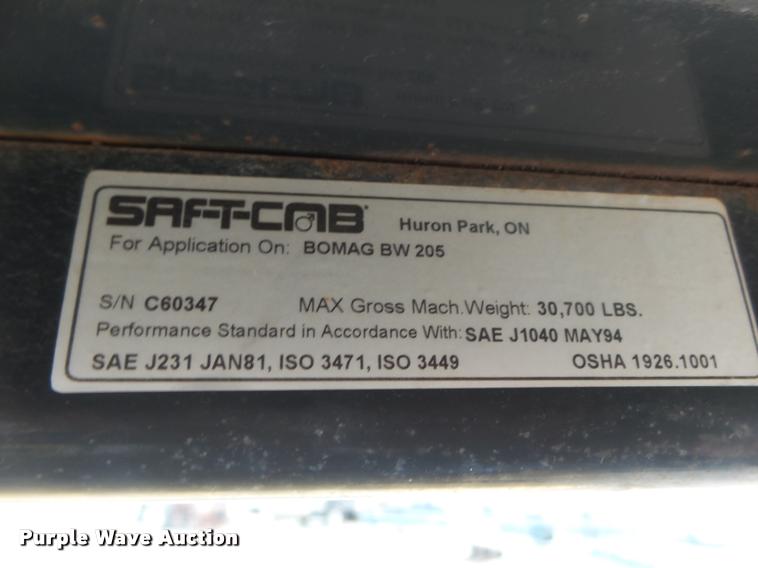 SAF-T-CAB® Huron Park, ON
For Application On: BOMAG BW 205
S/N C60347 MAX Gross Mach.Weight: 30,700 LBS.
Performance Standard in Accordance With: SAE J1040 MAY94
SAE J231 JAN81, ISO 3471, ISO 3449 OSHA 1926.1001
Purple Wave Auction